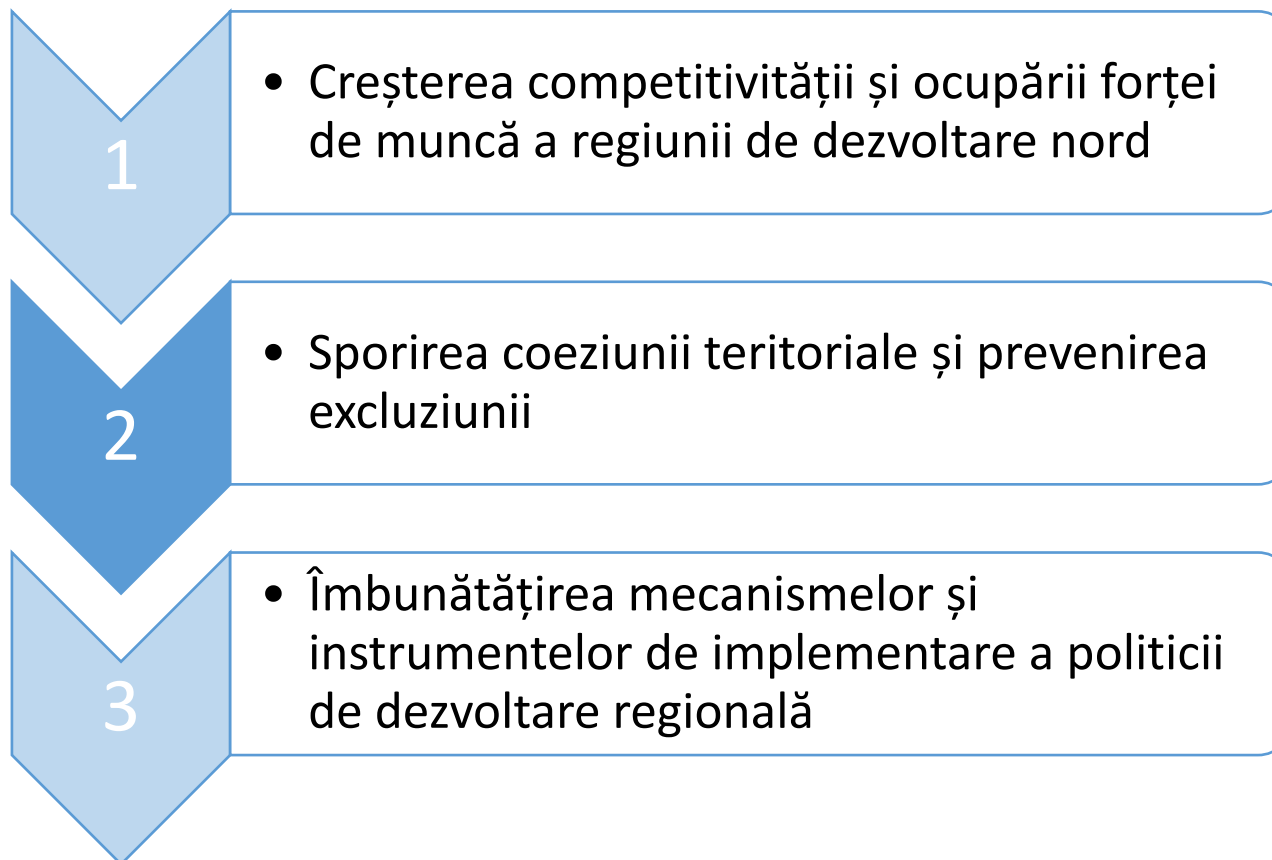 1
• Creșterea competitivității și ocupării forței
de muncă a regiunii de dezvoltare nord
2
• Sporirea coeziunii teritoriale și prevenirea
excluziunii
3
• Îmbunătățirea mecanismelor și
instrumentelor de implementare a politicii
de dezvoltare regională